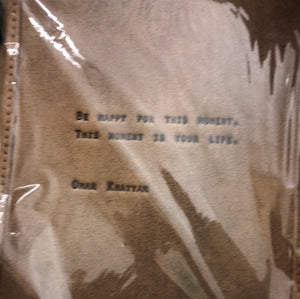 Be happy for this moment.
This moment is your life.
Omar Khayyam